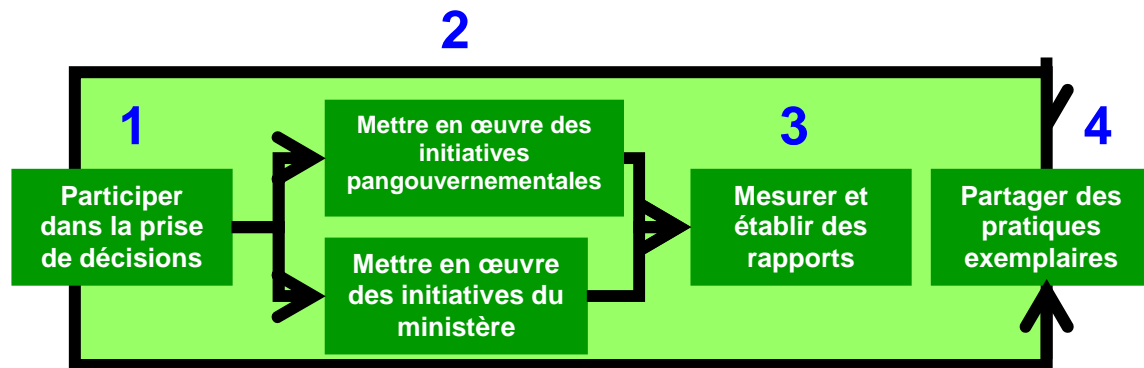 2
1
Participer
dans la prise
de décisions
Mettre en œuvre des
initiatives
pangouvernementales
Mettre en œuvre
des initiatives du
ministère
3
Mesurer et
établir des
rapports
4
Partager des
pratiques
exemplaires